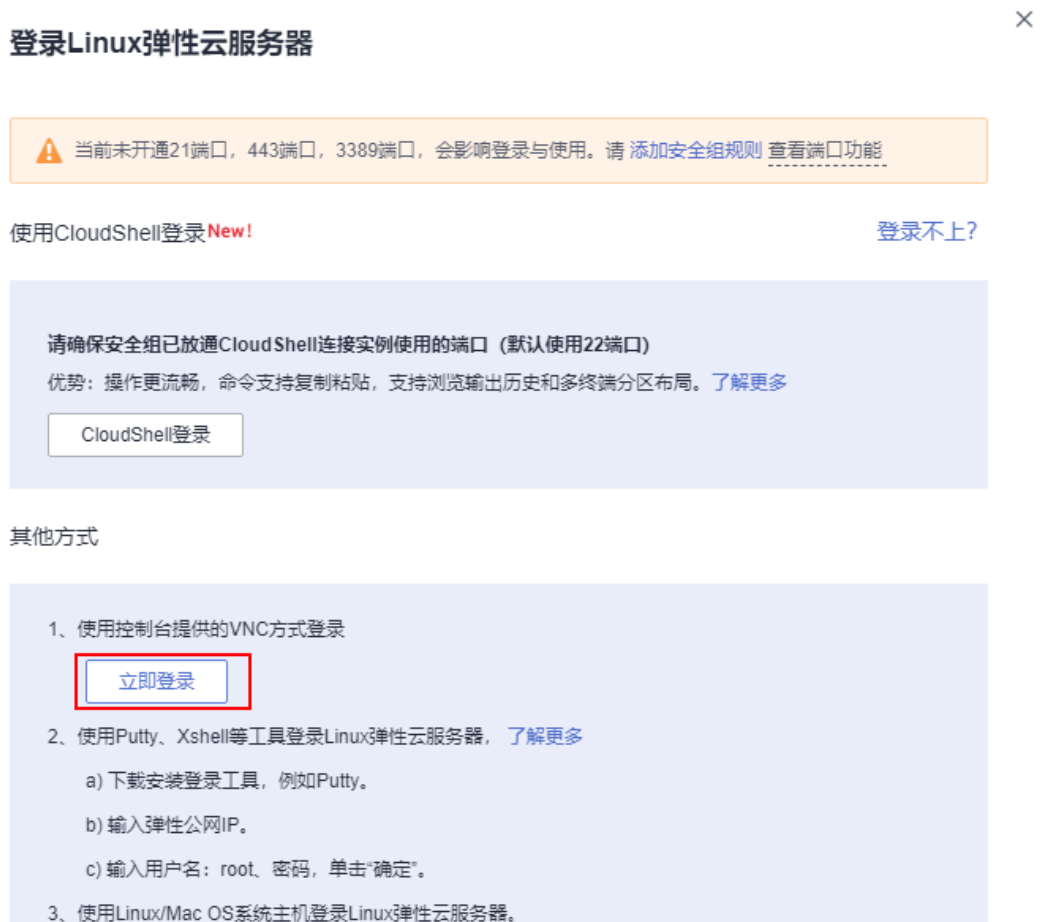 登录Linux弹性云服务器
当前未开通21端口，443端口，3389端口，会影响登录与使用。请 添加安全组规则 查看端口功能
使用CloudShell登录New!
登录不上?
请确保安全组已放通CloudShell连接实例使用的端口（默认使用22端口）
优势：操作更流畅，命令支持复制粘贴，支持浏览输出历史和多终端分区布局。了解更多
CloudShell登录
其他方式
1、使用控制台提供的VNC方式登录
立即登录
2、使用Putty、Xshell等工具登录Linux弹性云服务器， 了解更多
a) 下载安装登录工具，例如Putty。
b) 输入弹性公网IP。
c) 输入用户名：root、密码，单击“确定”。
3、使用Linux/Mac OS系统主机登录Linux弹性云服务器。